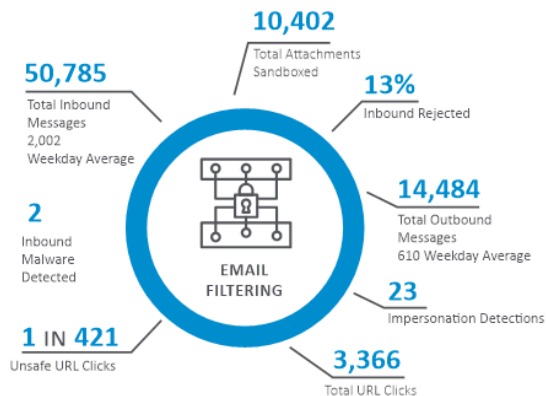 10,402
Total Attachments
Sandboxed
50,785
Total Inbound
Messages
2,002
Weekday Average
13%
Inbound Rejected
2
Inbound
Malware
Detected
14,484
Total Outbound
Messages
610 Weekday Average
EMAIL
FILTERING
23
Impersonation Detections
1 IN 421
Unsafe URL Clicks
3,366
Total URL Clicks